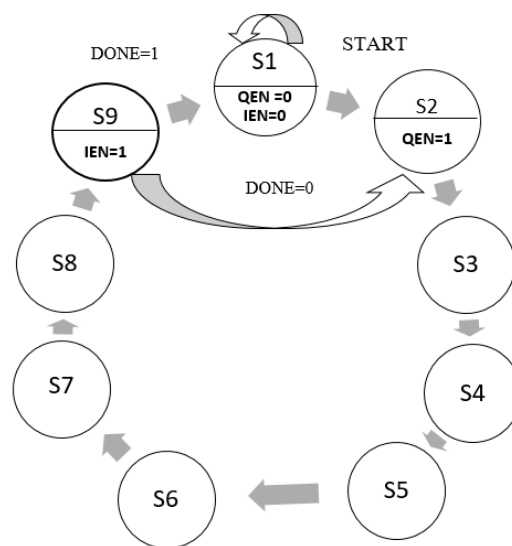 DONE=1
S1
START
QEN =0
IEN=0
S9
IEN=1
S2
QEN=1
DONE=0
S8
S3
S7
S4
S6
S5